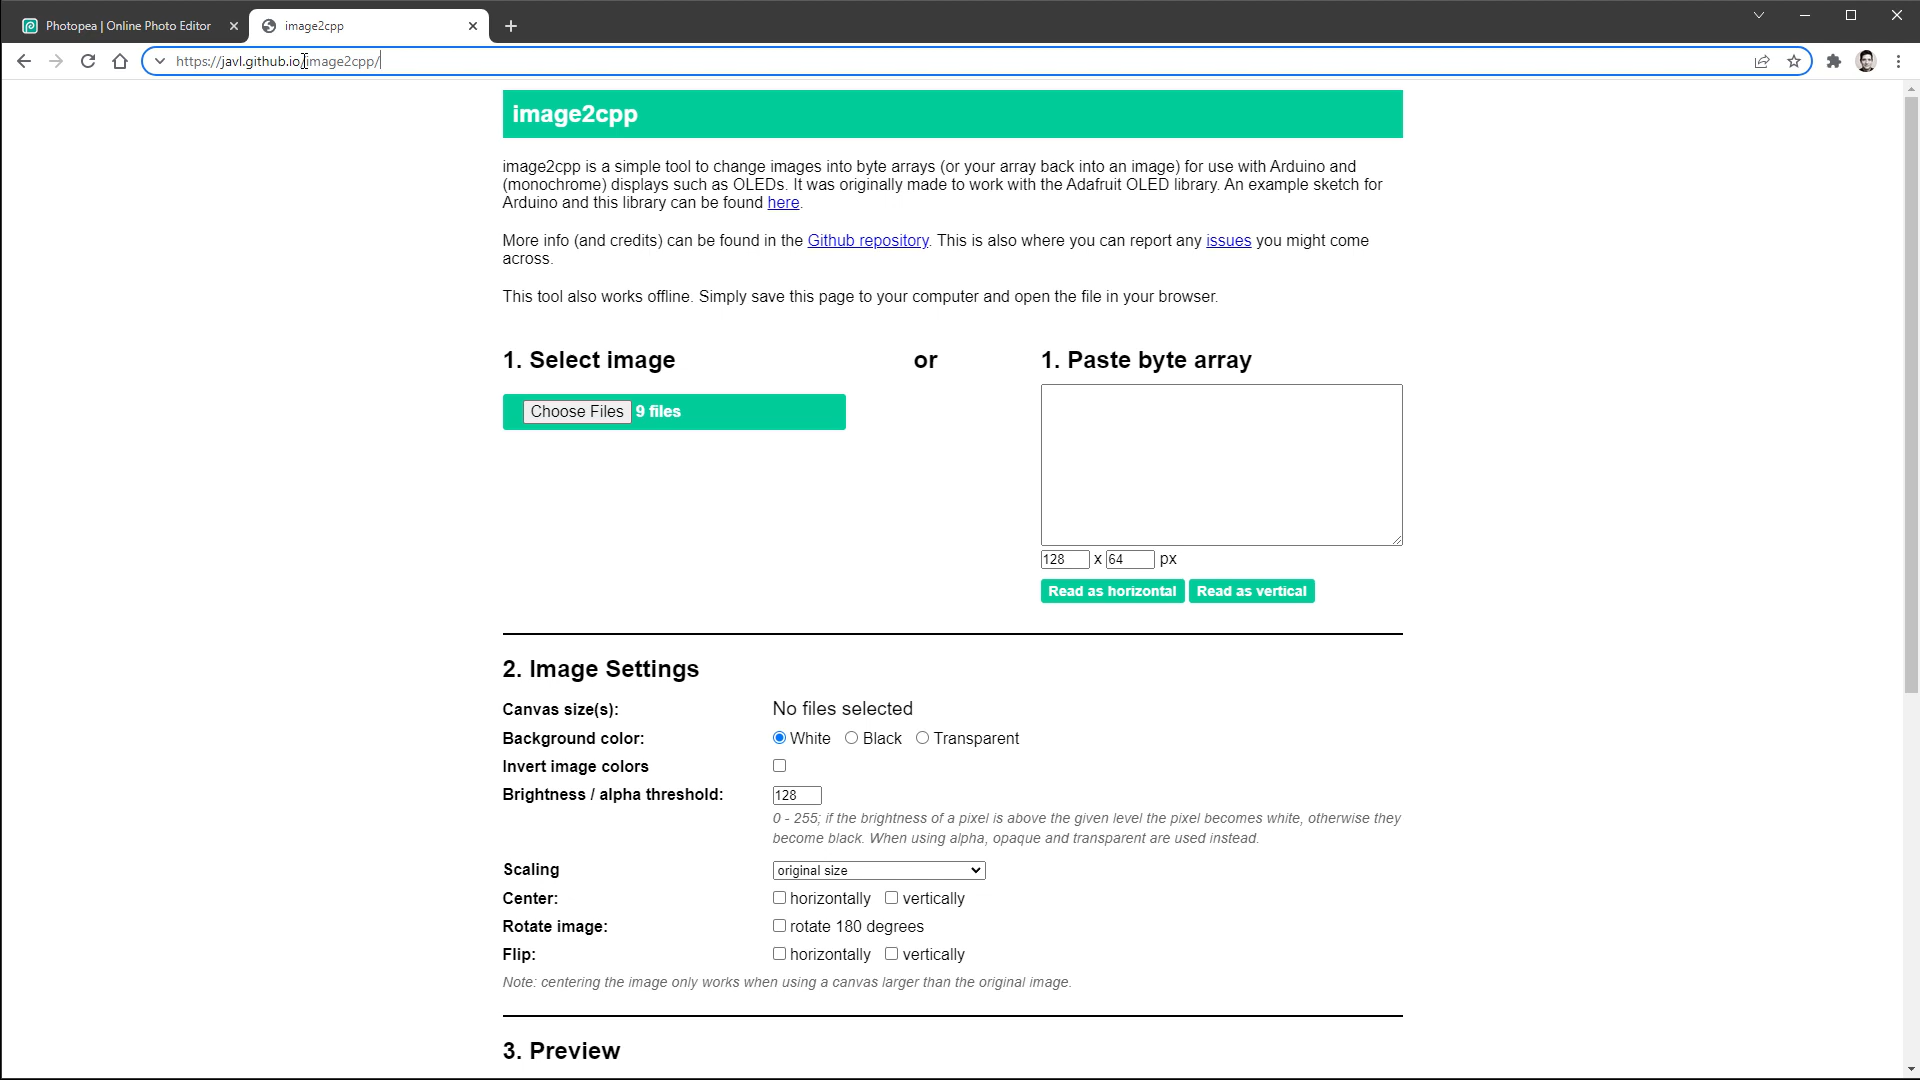 Photopea | Online Photo Editor
image2cpp
https://javl.github.io/image2cpp/
image2cpp
image2cpp is a simple tool to change images into byte arrays (or your array back into an image) for use with Arduino and
(monochrome) displays such as OLEDs. It was originally made to work with the Adafruit OLED library. An example sketch for
Arduino and this library can be found here.
More info (and credits) can be found in the Github repository. This is also where you can report any issues you might come
across.
This tool also works offline. Simply save this page to your computer and open the file in your browser.
1. Select image
or
1. Paste byte array
Choose Files 9 files
128 x 64 px
Read as horizontal Read as vertical
2. Image Settings
Canvas size(s): No files selected
Background color: White Black Transparent
Invert image colors
Brightness / alpha threshold: 128
0 - 255; if the brightness of a pixel is above the given level the pixel becomes white, otherwise they
become black. When using alpha, opaque and transparent are used instead.
Scaling original size
Center: horizontally vertically
Rotate image: rotate 180 degrees
Flip: horizontally vertically
Note: centering the image only works when using a canvas larger than the original image.
3. Preview